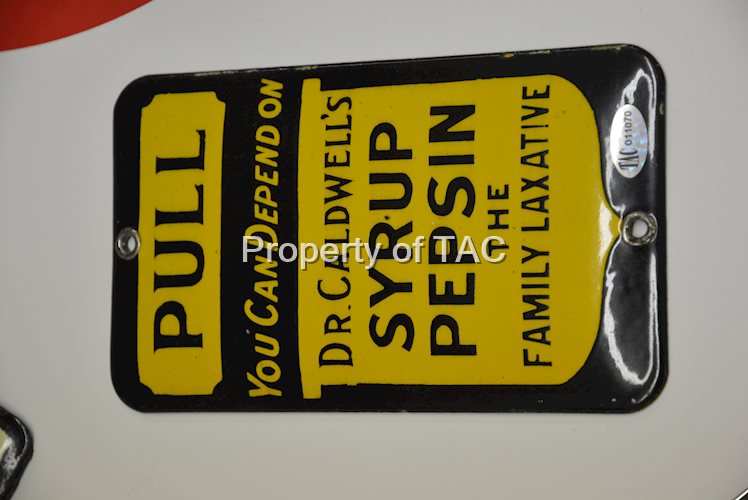 PULL
YOU CAN DEPEND ON
DR. CALDWELL'S
SYRUP
PEPSIN
THE
FAMILY LAXATIVE
TAC 011070
Property of TAC